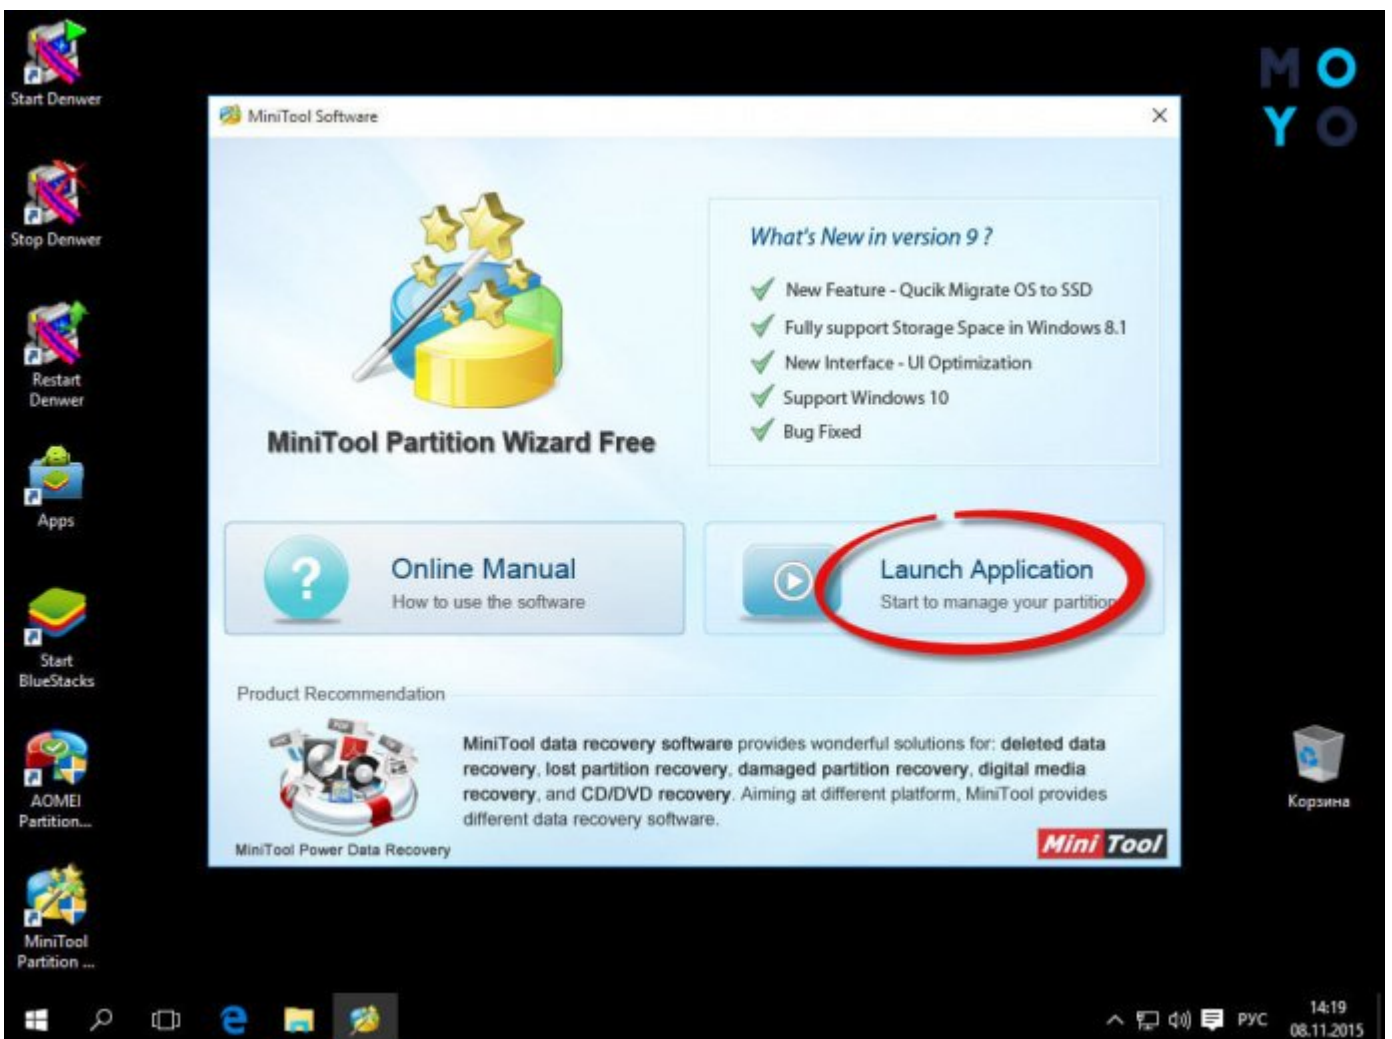 Start Denwer
Stop Denwer
Restart
Denwer
Apps
Start
BlueStacks
AOMEI
Partition...
MiniTool
Partition ...
M O
Y O
MiniTool Software
MiniTool Partition Wizard Free
What's New in version 9 ?
New Feature - Qucik Migrate OS to SSD
Fully support Storage Space in Windows 8.1
New Interface - UI Optimization
Support Windows 10
Bug Fixed
Online Manual
How to use the software
Launch Application
Start to manage your partition
Product Recommendation
MiniTool data recovery software provides wonderful solutions for: deleted data
recovery, lost partition recovery, damaged partition recovery, digital media
recovery, and CD/DVD recovery. Aiming at different platform, MiniTool provides
different data recovery software.
MiniTool Power Data Recovery
Mini Tool
Корзина
РУС
14:19
08.11.2015